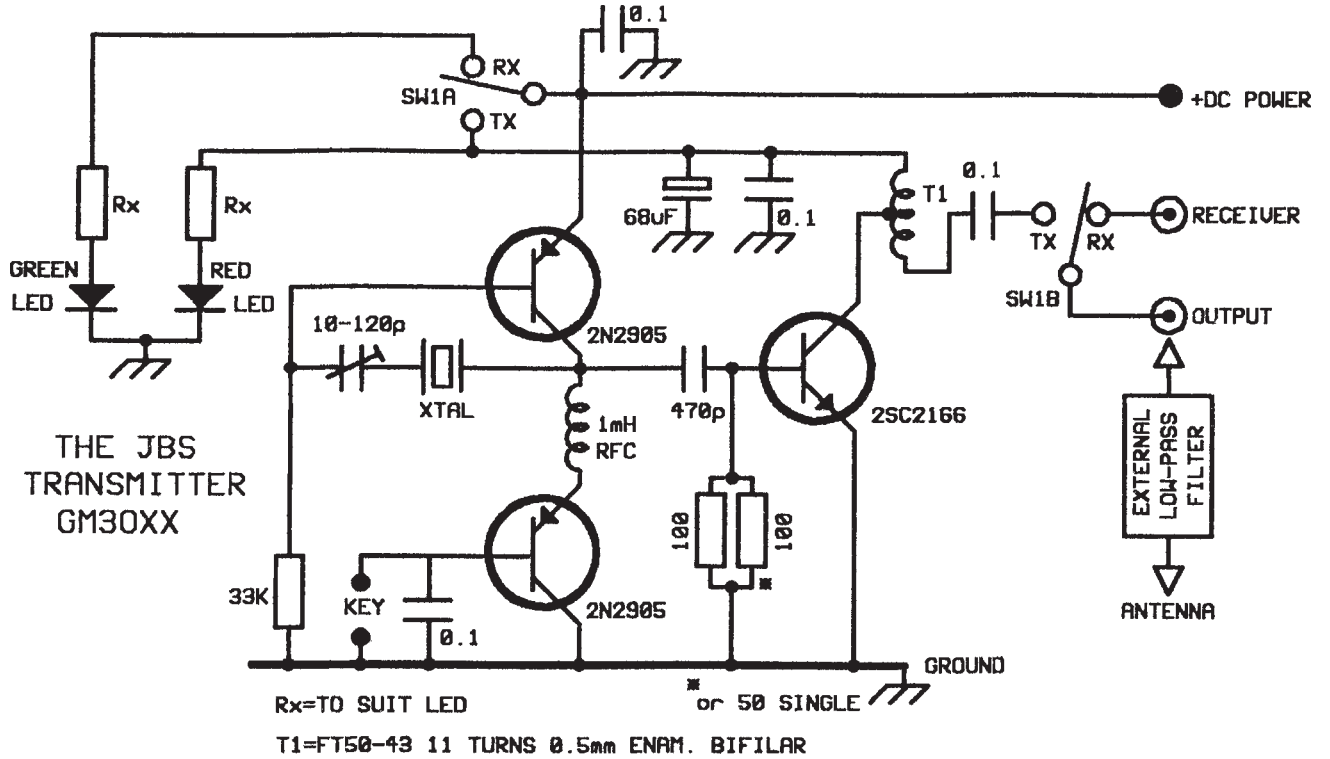 0.1
RX
SW1A
TX
+DC POWER
Rx
Rx
68uF
0.1
T1
0.1
TX
RX
RECEIVER
SW1B
OUTPUT
GREEN
LED
RED
LED
10-120p
2N2905
XTAL
470p
2SC2166
1mH
RFC
THE JBS
TRANSMITTER
GM3OXX
EXTERNAL
LOW-PASS
FILTER
100
100
※
33K
KEY
0.1
2N2905
ANTENNA
GROUND
Rx=TO SUIT LED
※or 50 SINGLE
T1=FT50-43 11 TURNS 0.5mm ENAM. BIFILAR